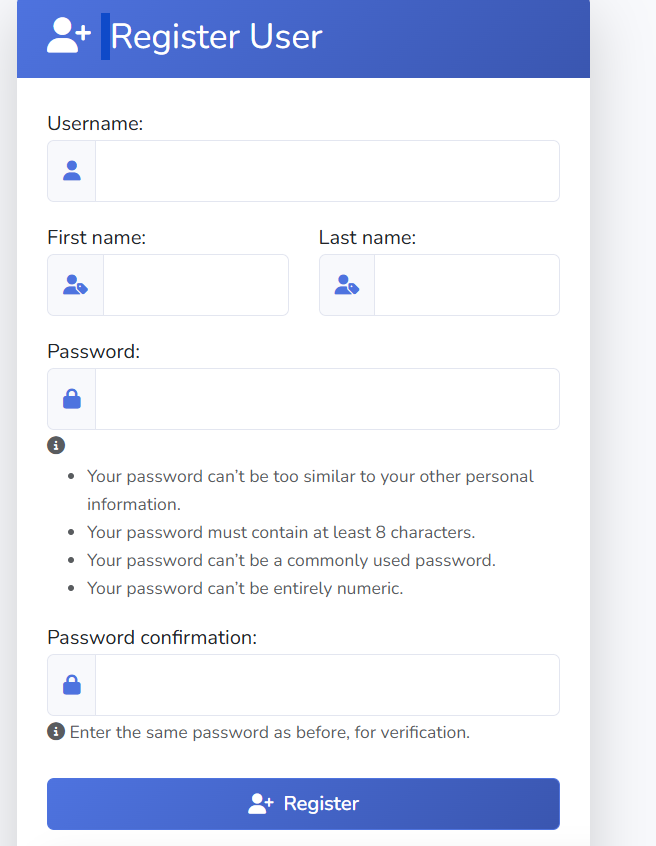 Register User
Username:
First name:
Last name:
Password:
Your password can't be too similar to your other personal
information.
Your password must contain at least 8 characters.
Your password can't be a commonly used password.
Your password can't be entirely numeric.
Password confirmation:
Enter the same password as before, for verification.
Register